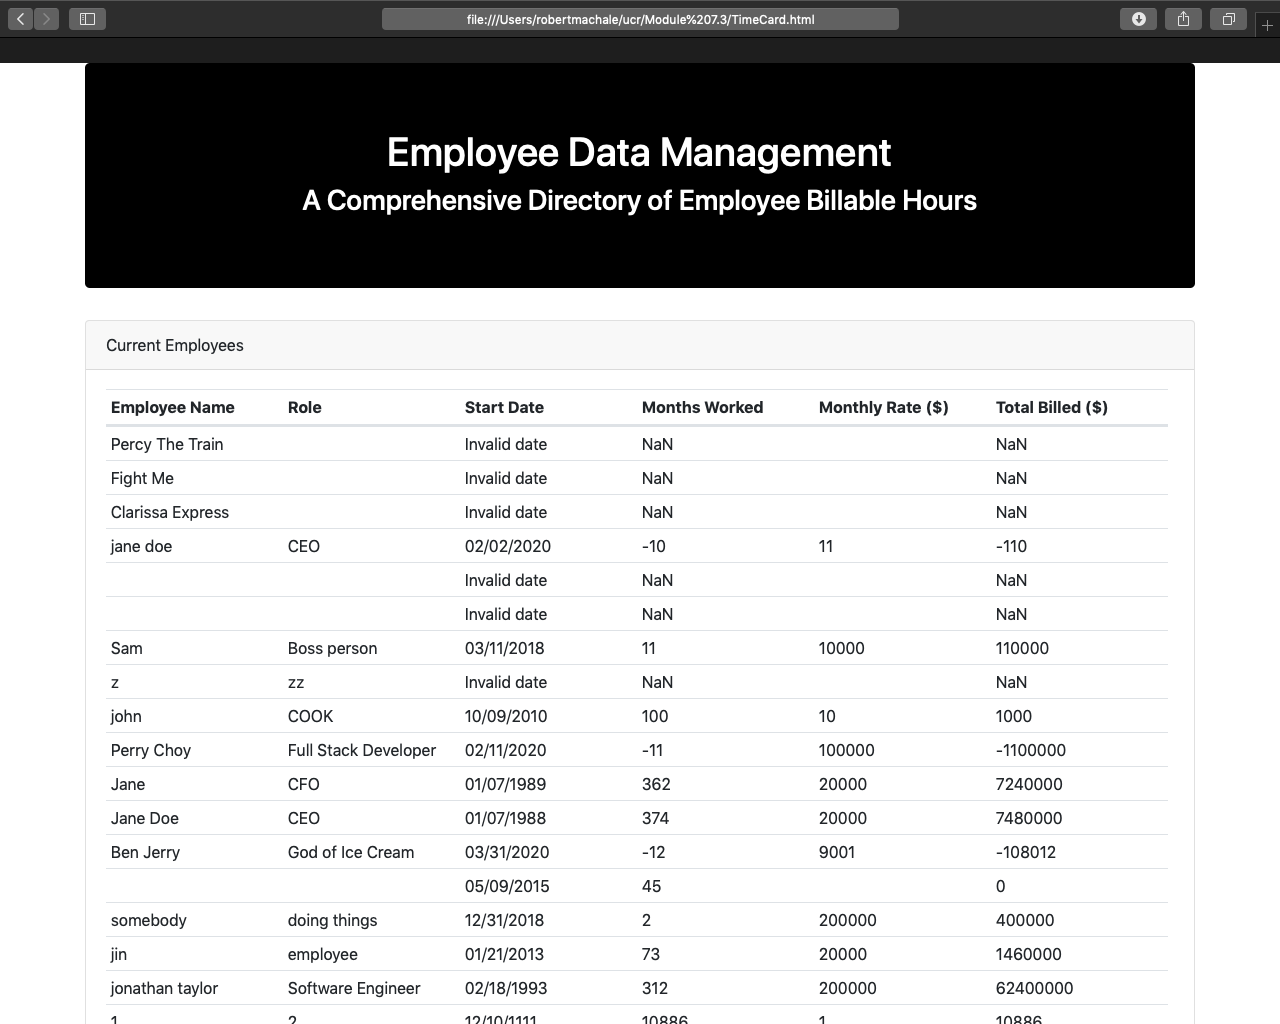 file:///Users/robertmachale/ucr/Module%207.3/TimeCard.html
Employee Data Management
A Comprehensive Directory of Employee Billable Hours
Current Employees
Employee Name Role Start Date Months Worked Monthly Rate ($) Total Billed ($)
Percy The Train Invalid date NaN NaN
Fight Me Invalid date NaN NaN
Clarissa Express Invalid date NaN NaN
jane doe CEO 02/02/2020 -10 11 -110
Invalid date NaN NaN
Invalid date NaN NaN
Sam Boss person 03/11/2018 11 10000 110000
z zz Invalid date NaN NaN
john COOK 10/09/2010 100 10 1000
Perry Choy Full Stack Developer 02/11/2020 -11 100000 -1100000
Jane CFO 01/07/1989 362 20000 7240000
Jane Doe CEO 01/07/1988 374 20000 7480000
Ben Jerry God of Ice Cream 03/31/2020 -12 9001 -108012
05/09/2015 45 0
somebody doing things 12/31/2018 2 200000 400000
jin employee 01/21/2013 73 20000 1460000
jonathan taylor Software Engineer 02/18/1993 312 200000 62400000
1 2 12/10/1111 10886 1 10886